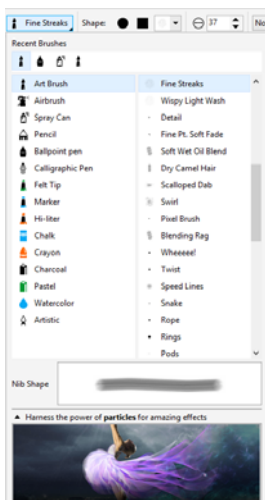 Fine Streaks Shape: 37 No
Recent Brushes
Art Brush
Airbrush
Spray Can
Pencil
Ballpoint pen
Calligraphic Pen
Felt Tip
Marker
Hi-liter
Chalk
Crayon
Charcoal
Pastel
Watercolor
Artistic
Fine Streaks
Wispy Light Wash
Detail
Fine Pt. Soft Fade
Soft Wet Oil Blend
Dry Camel Hair
Scalloped Dab
Swirl
Pixel Brush
Blending Rag
Wheeeee!
Twist
Speed Lines
Snake
Rope
Rings
Pods
Nib Shape
Harness the power of particles for amazing effects